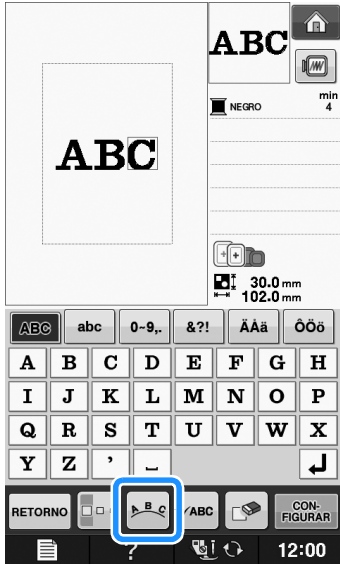 ABC
min
NEGRO 4
ABC
30.0 mm
102.0 mm
ABC abc 0~9,. &?! ÄÅä ÔÖö
A B C D E F G H
I J K L M N O P
Q R S T U V W X
Y Z ’ ⎵ ↵
RETORNO A B C /ABC CON-
FIGURAR
? 12:00